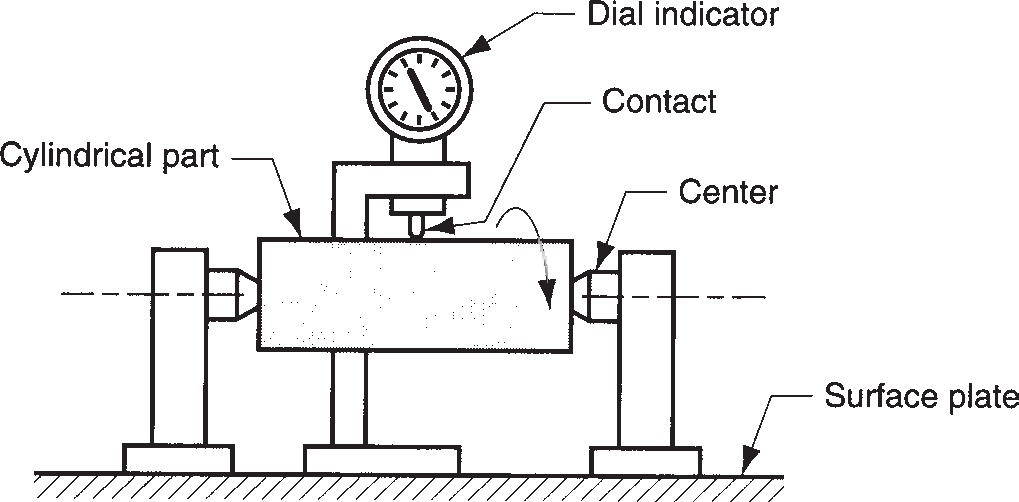 Dial indicator
Contact
Cylindrical part
Center
Surface plate